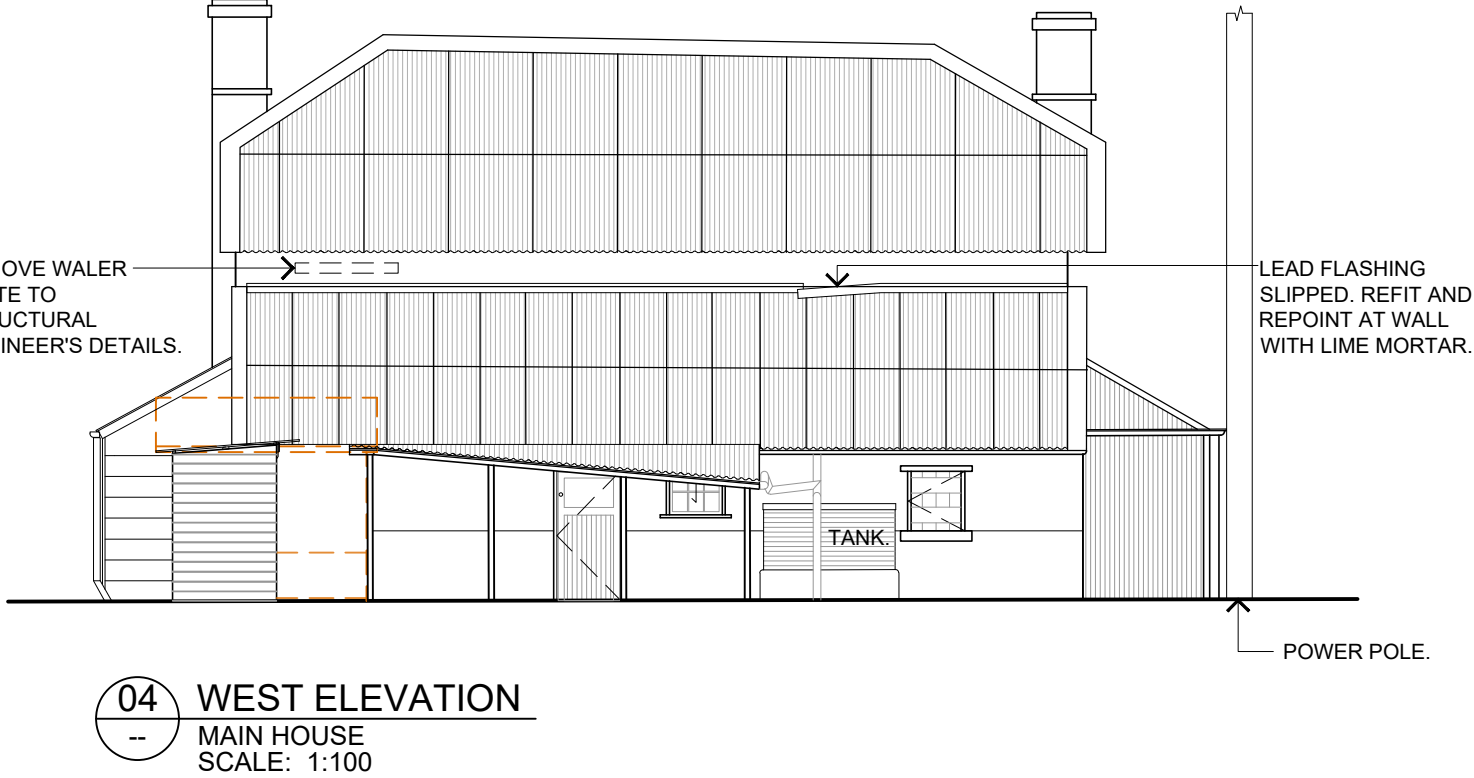 OVE WALER
TE TO
UCTURAL
INEER'S DETAILS.
LEAD FLASHING
SLIPPED. REFIT AND
REPOINT AT WALL
WITH LIME MORTAR.
TANK.
POWER POLE.
04
--
WEST ELEVATION
MAIN HOUSE
SCALE: 1:100